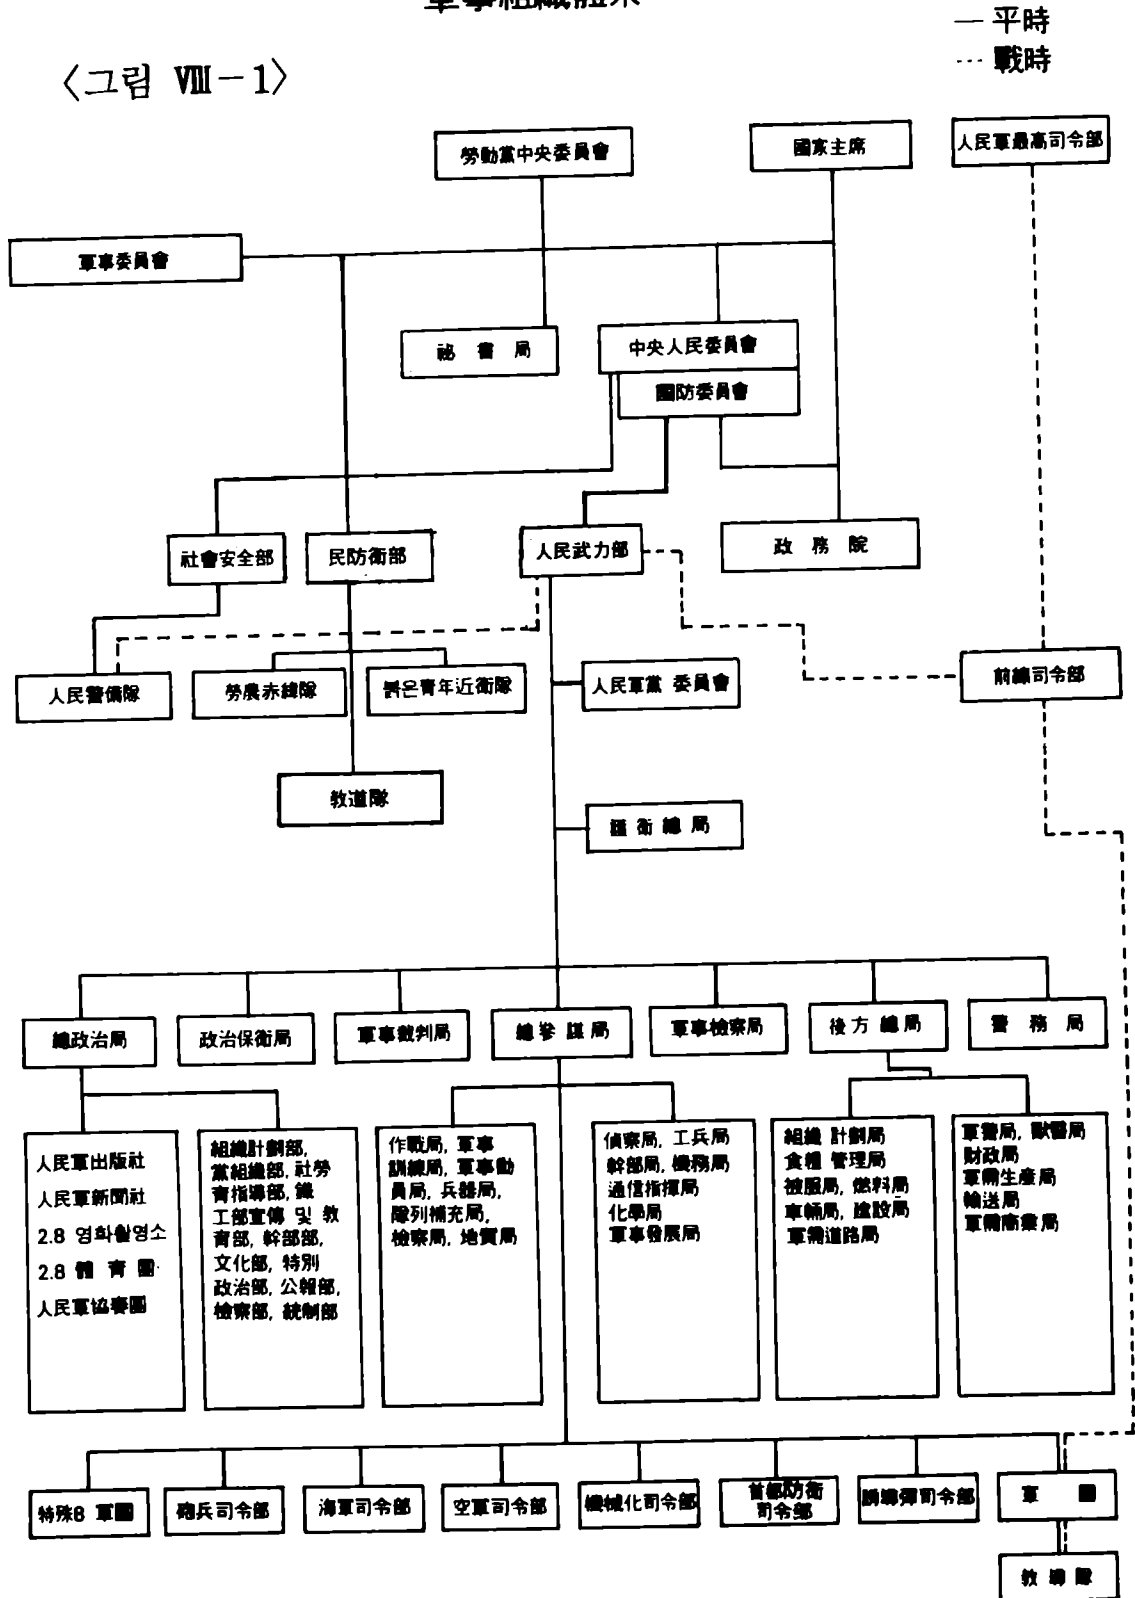 軍事組織體系
— 平時
--- 戰時
〈그림 Ⅷ-1〉
勞動黨中央委員會
國家主席
人民軍最高司令部
軍事委員會
祕書局
中央人民委員會
國防委員會
社會安全部
民防衛部
人民武力部
政務院
人民警備隊
勞農赤衛隊
붉은青年近衛隊
人民軍黨 委員會
前線司令部
教道隊
護衛總局
總政治局
政治保衛局
軍事裁判局
總參謀局
軍事檢察局
後方總局
警務局
人民軍出版社
人民軍新聞社
2.8 영화촬영소
2.8 體育團
人民軍協奏團
組織計劃部,
黨組織部, 社勞
靑指導部, 鐵
工部宣傳 및 敎
育部, 幹部部,
文化部, 特別
政治部, 公報部,
檢察部, 統制部
作戰局, 軍事
訓練局, 軍事動
員局, 兵器局,
隊列補充局,
檢察局, 地質局
偵察局, 工兵局
幹部局, 機務局
通信指揮局
化學局
軍事發展局
組織 計劃局
食糧 管理局
被服局, 燃料局
車輛局, 建設局
軍需道路局
軍醫局, 獸醫局
財政局
軍需生産局
輸送局
軍需商業局
特殊8 軍團
砲兵司令部
海軍司令部
空軍司令部
機械化司令部
首都防衛
司令部
誘導彈司令部
軍團
敎導隊